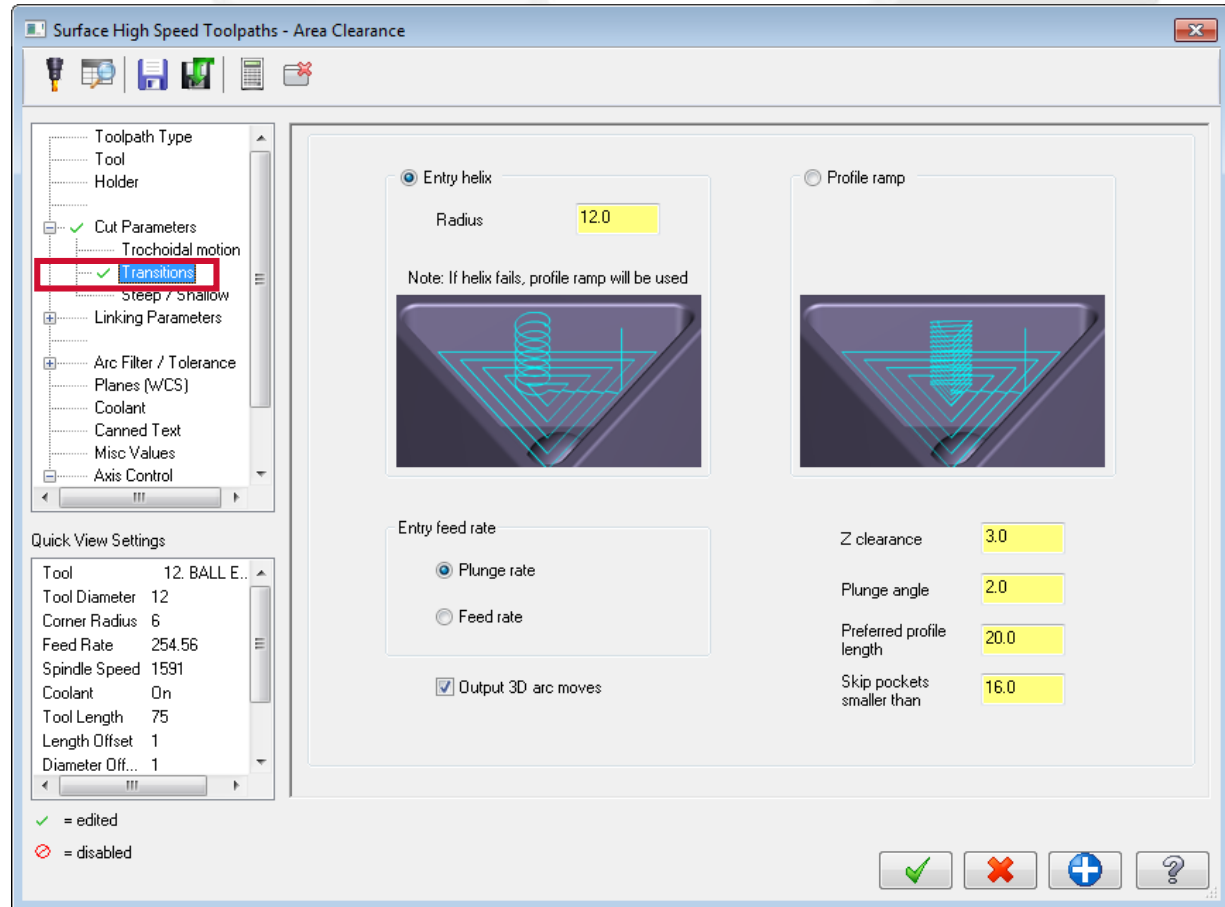 Surface High Speed Toolpaths - Area Clearance
Toolpath Type
Tool
Holder
Cut Parameters
Trochoidal motion
Transitions
Steep / Shallow
Linking Parameters
Arc Filter / Tolerance
Planes (WCS)
Coolant
Canned Text
Misc Values
Axis Control
Quick View Settings
Tool 12. BALL E..
Tool Diameter 12
Corner Radius 6
Feed Rate 254.56
Spindle Speed 1591
Coolant On
Tool Length 75
Length Offset 1
Diameter Off... 1
= edited
= disabled
Entry helix
Radius 12.0
Note: If helix fails, profile ramp will be used
Profile ramp
Entry feed rate
Plunge rate
Feed rate
Output 3D arc moves
Z clearance 3.0
Plunge angle 2.0
Preferred profile
length 20.0
Skip pockets
smaller than 16.0